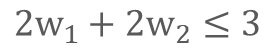 2w₁ + 2w₂ ≤ 3